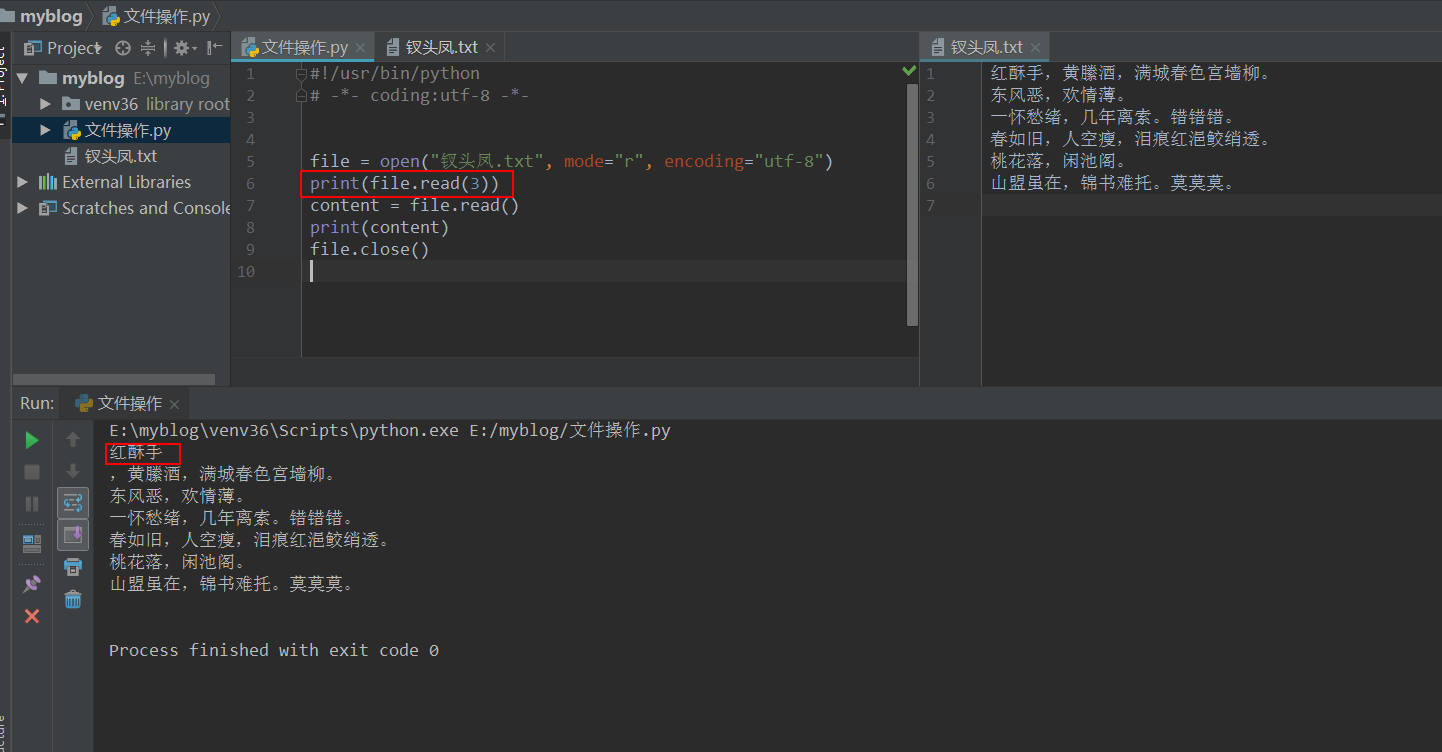 myblog 文件操作.py
Project
myblog E:\myblog
venv36 library root
文件操作.py
钗头凤.txt
External Libraries
Scratches and Console
1: Project
文件操作.py
钗头凤.txt
1 #!/usr/bin/python
2 # -*- coding:utf-8 -*-
3
4
5 file = open("钗头凤.txt", mode="r", encoding="utf-8")
6 print(file.read(3))
7 content = file.read()
8 print(content)
9 file.close()
10
钗头凤.txt
1 红酥手，黄縢酒，满城春色宫墙柳。
2 东风恶，欢情薄。
3 一怀愁绪，几年离索。错错错。
4 春如旧，人空瘦，泪痕红浥鲛绡透。
5 桃花落，闲池阁。
6 山盟虽在，锦书难托。莫莫莫。
7
Run: 文件操作
E:\myblog\venv36\Scripts\python.exe E:/myblog/文件操作.py
红酥手
，黄縢酒，满城春色宫墙柳。
东风恶，欢情薄。
一怀愁绪，几年离索。错错错。
春如旧，人空瘦，泪痕红浥鲛绡透。
桃花落，闲池阁。
山盟虽在，锦书难托。莫莫莫。
Process finished with exit code 0